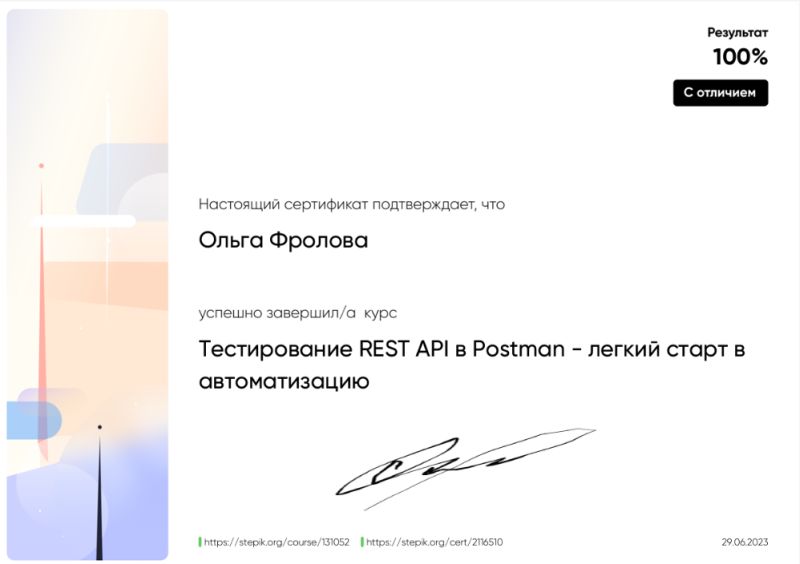 Результат
100%
С отличием
Настоящий сертификат подтверждает, что
Ольга Фролова
успешно завершил/а курс
Тестирование REST API в Postman - легкий старт в
автоматизацию
https://stepik.org/course/131052 https://stepik.org/cert/2116510
29.06.2023